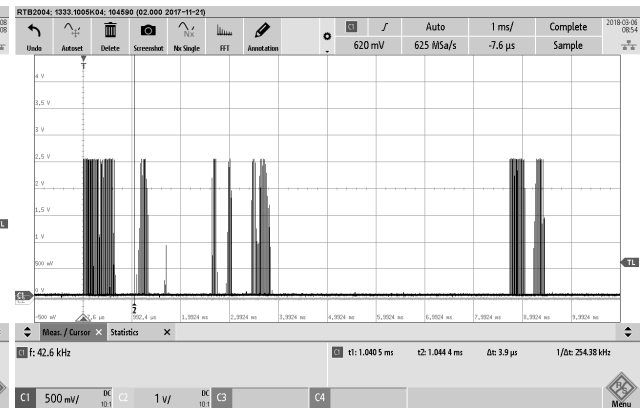 RTB2004; 1333.1005K04; 104590 (02.000 2017-11-21)
Undo
Autoset
Delete
Screenshot
Nx Single
FFT
Annotation
C1
Auto
1 ms/
Complete
620 mV
625 MSa/s
-7.6 µs
Sample
2018-03-06
08:54
T
4 V
3,5 V
3 V
2,5 V
2 V
1,5 V
1 V
500 mV
0 V
-500 mV
C1
TL
2
1,9924 ms
2,9924 ms
3,9924 ms
4,9924 ms
5,9924 ms
6,9924 ms
7,9924 ms
8,9924 ms
9,9924 ms
Meas. / Cursor
Statistics
C1 f: 42.6 kHz
C1 t1: 1.040 5 ms
t2: 1.044 4 ms
Δt: 3.9 µs
1/Δt: 254.38 kHz
C1 500 mV/ DC 10:1
C2 1 V/ DC 10:1
C3
C4
Menu